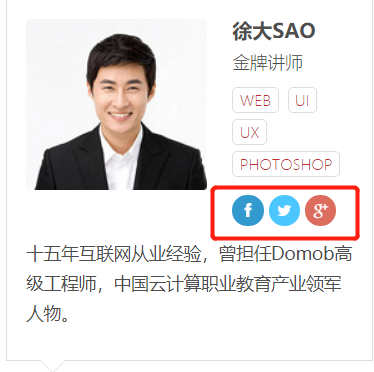 徐大SAO
金牌讲师
WEB UI
UX
PHOTOSHOP
f g+
十五年互联网从业经验，曾担任Domob高
级工程师，中国云计算职业教育产业领军
人物。